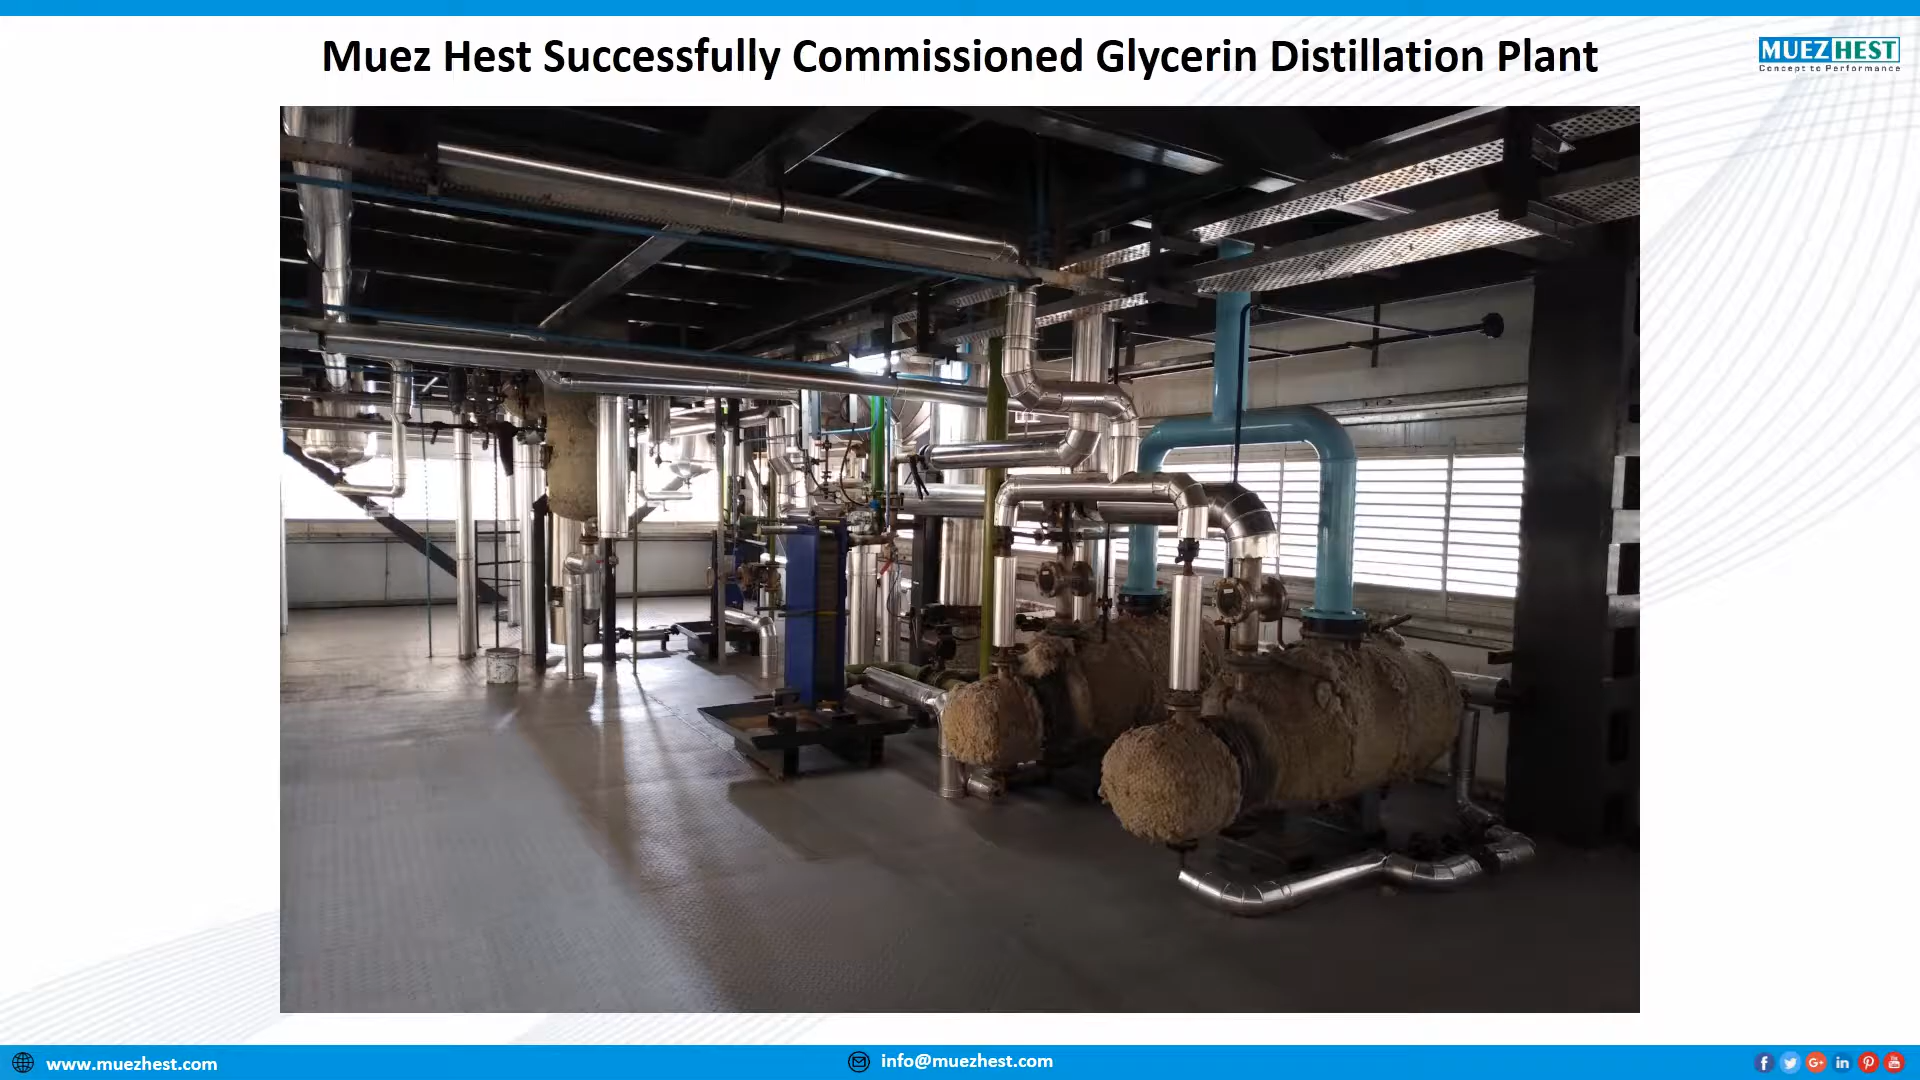 Muez Hest Successfully Commissioned Glycerin Distillation Plant
MUEZHEST
Concept to Performance
www.muezhest.com
info@muezhest.com